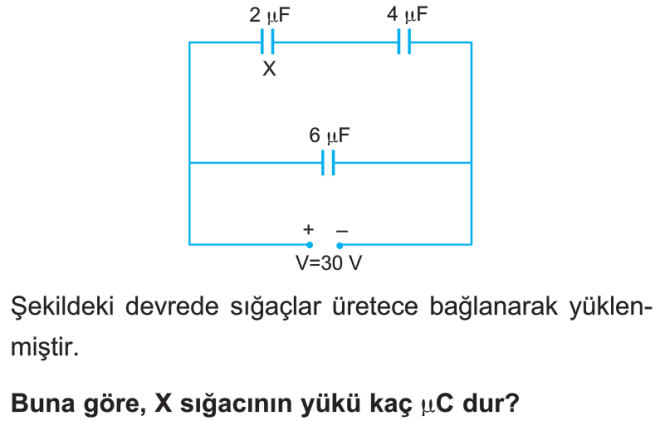 2 μF 4 μF
X
6 μF
+ –
V=30 V
Şekildeki devrede sığaçlar üretece bağlanarak yüklen-
miştir.
Buna göre, X sığacının yükü kaç μC dur?